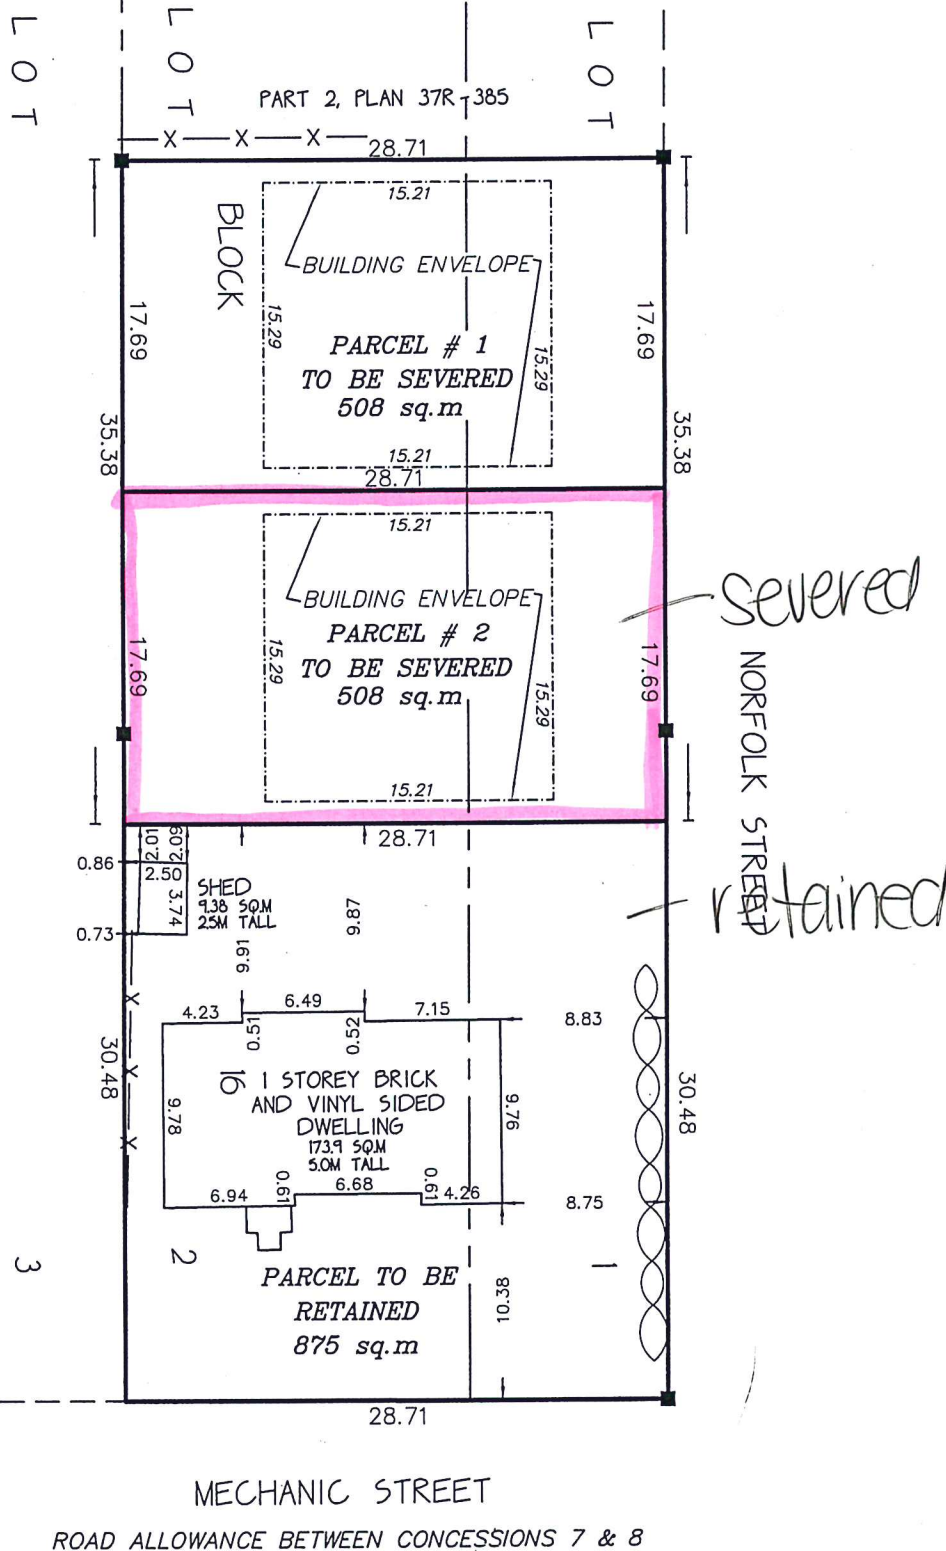 LOT
LOT
LOT
PART 2, PLAN 37R-385
X X X
28.71
15.21
BLOCK
BUILDING ENVELOPE
17.69
15.29
PARCEL # 1
TO BE SEVERED
508 sq.m
15.29
17.69
35.38
35.38
15.21
28.71
15.21
BUILDING ENVELOPE
17.69
15.29
PARCEL # 2
TO BE SEVERED
508 sq.m
15.29
17.69
severed
NORFOLK STREET
15.21
28.71
0.86
2.01
2.09
2.50
3.74
0.73
SHED
9.38 SQ.M
2.5M TALL
9.91
9.87
retained
X
X
X
30.48
4.23
0.51
6.49
0.52
7.15
8.83
9.78
16
1 STOREY BRICK
AND VINYL SIDED
DWELLING
173.9 SQ.M
5.0M TALL
9.76
30.48
6.94
0.61
6.68
0.61
4.26
8.75
3
2
1
PARCEL TO BE
RETAINED
875 sq.m
10.38
28.71
MECHANIC STREET
ROAD ALLOWANCE BETWEEN CONCESSIONS 7 & 8